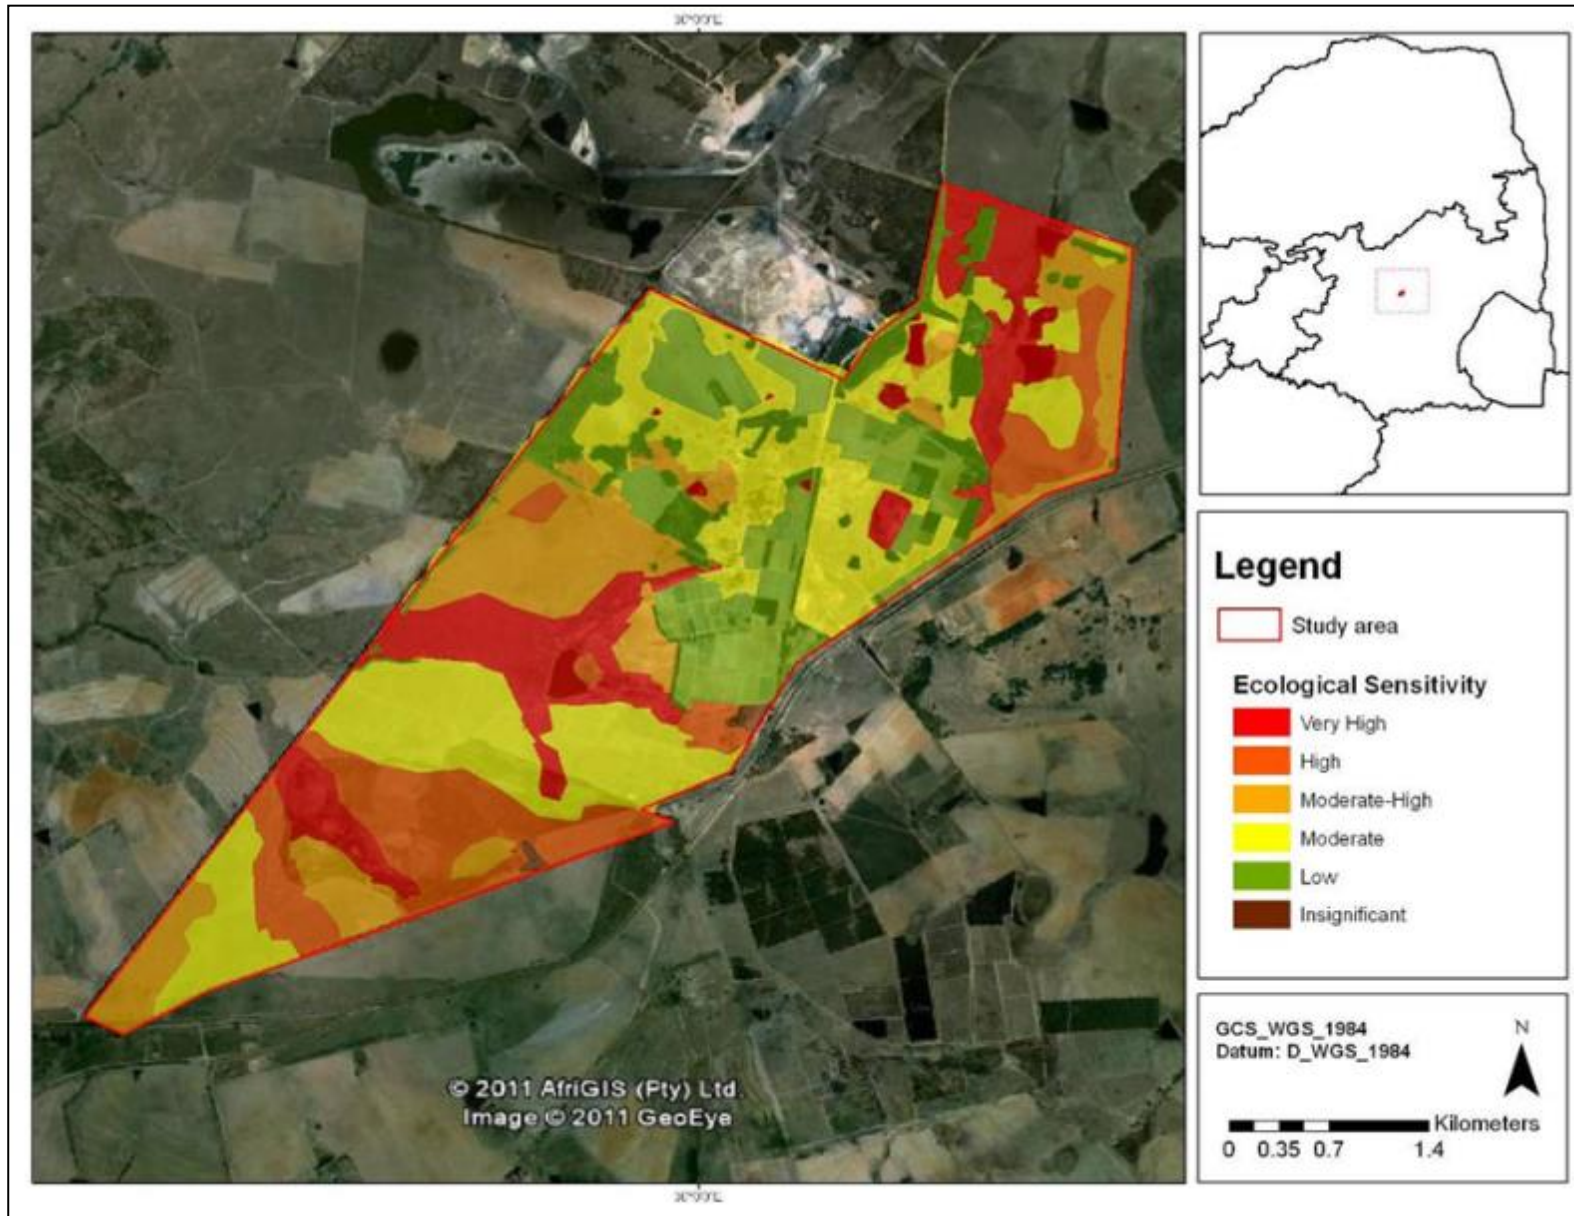 © 2011 AfriGIS (Pty) Ltd.
Image © 2011 GeoEye
Legend
Study area
Ecological Sensitivity
Very High
High
Moderate-High
Moderate
Low
Insignificant
GCS_WGS_1984
Datum: D_WGS_1984
N
Kilometers
0 0.35 0.7 1.4